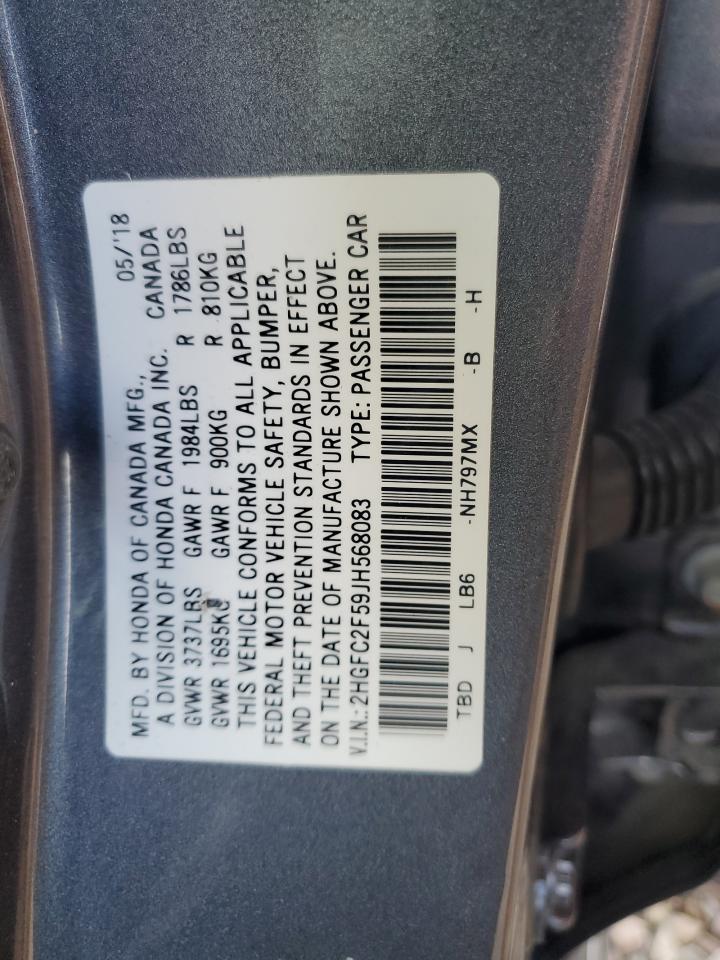 MFD. BY HONDA OF CANADA MFG., 05/'18
A DIVISION OF HONDA CANADA INC. CANADA
GVWR 3737LBS GAWR F 1984LBS R 1786LBS
GVWR 1695KG GAWR F 900KG R 810KG
THIS VEHICLE CONFORMS TO ALL APPLICABLE
FEDERAL MOTOR VEHICLE SAFETY, BUMPER,
AND THEFT PREVENTION STANDARDS IN EFFECT
ON THE DATE OF MANUFACTURE SHOWN ABOVE.
V.I.N.: 2HGFC2F59JH568083 TYPE: PASSENGER CAR
TBD J LB6 -NH797MX -B -H